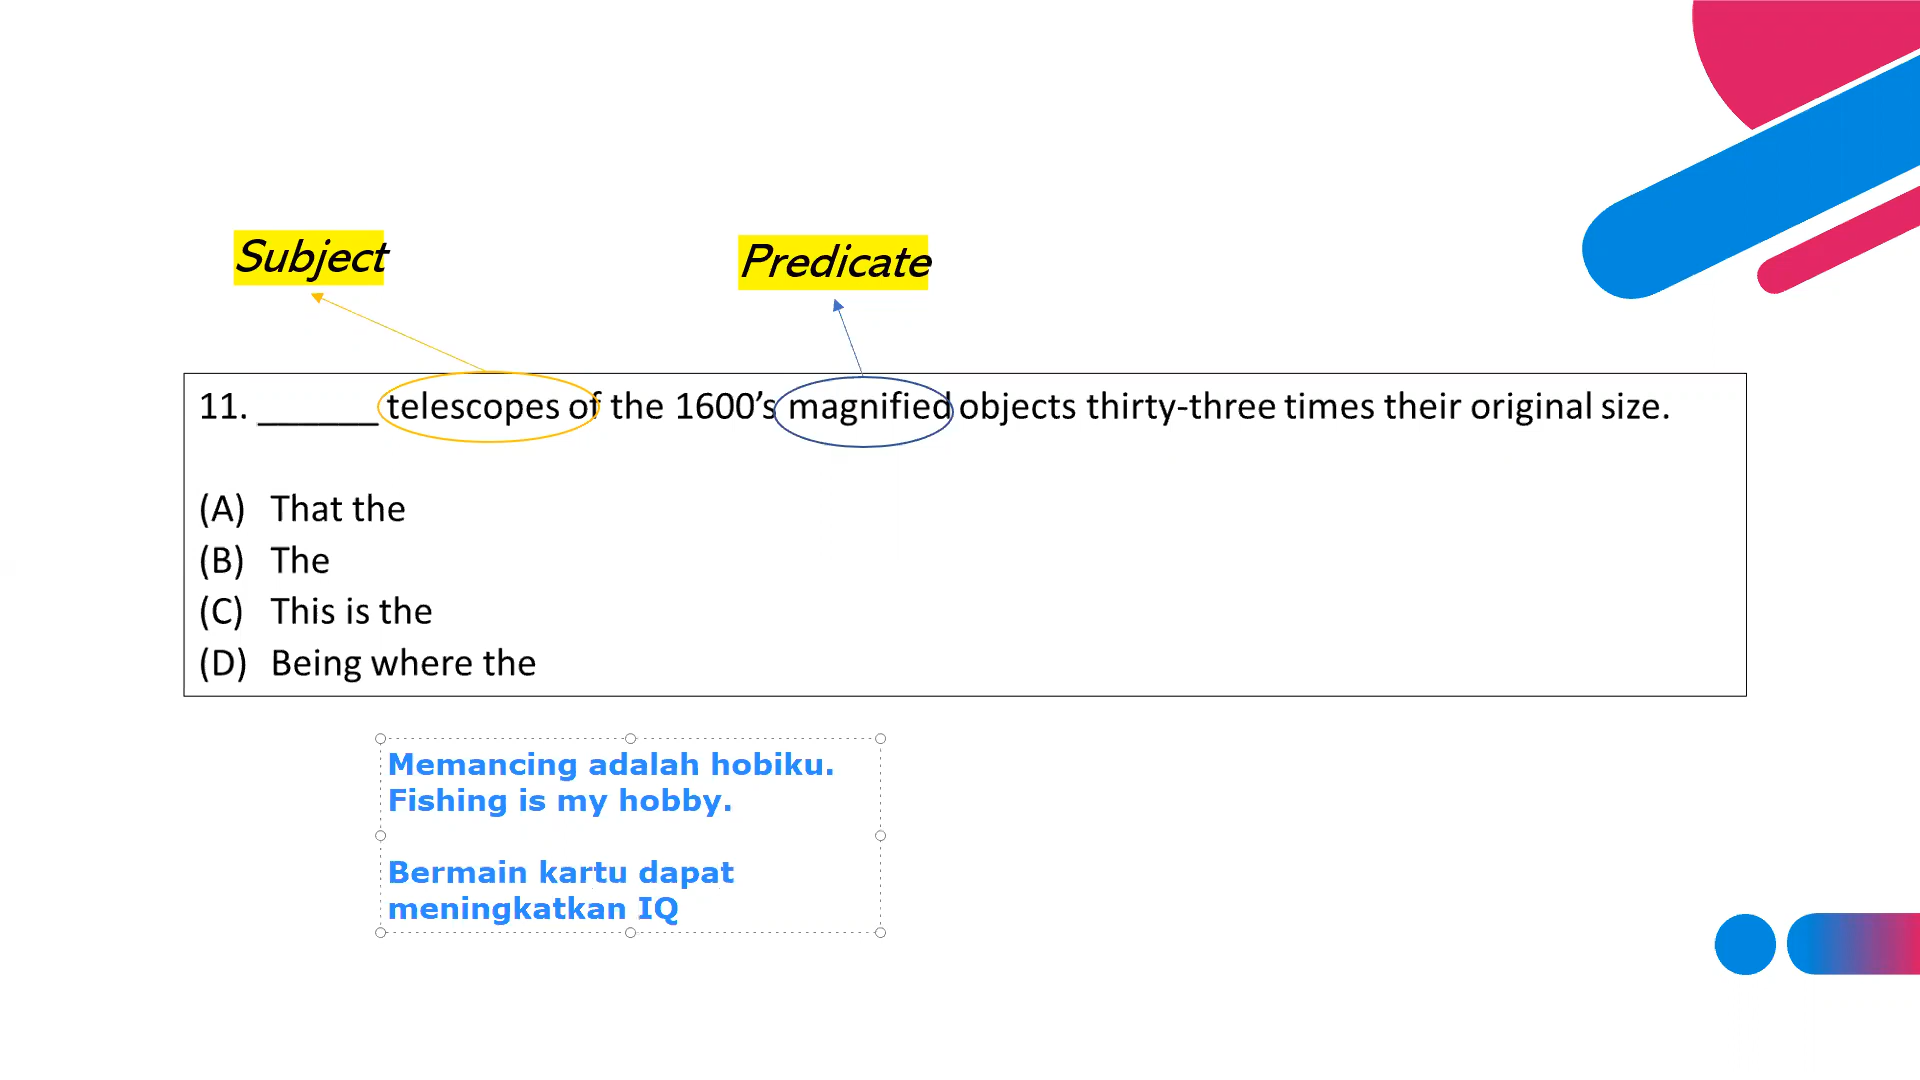 Subject
Predicate
11. ______ telescopes of the 1600’s magnified objects thirty-three times their original size.
(A) That the
(B) The
(C) This is the
(D) Being where the
Memancing adalah hobiku.
Fishing is my hobby.
Bermain kartu dapat
meningkatkan IQ